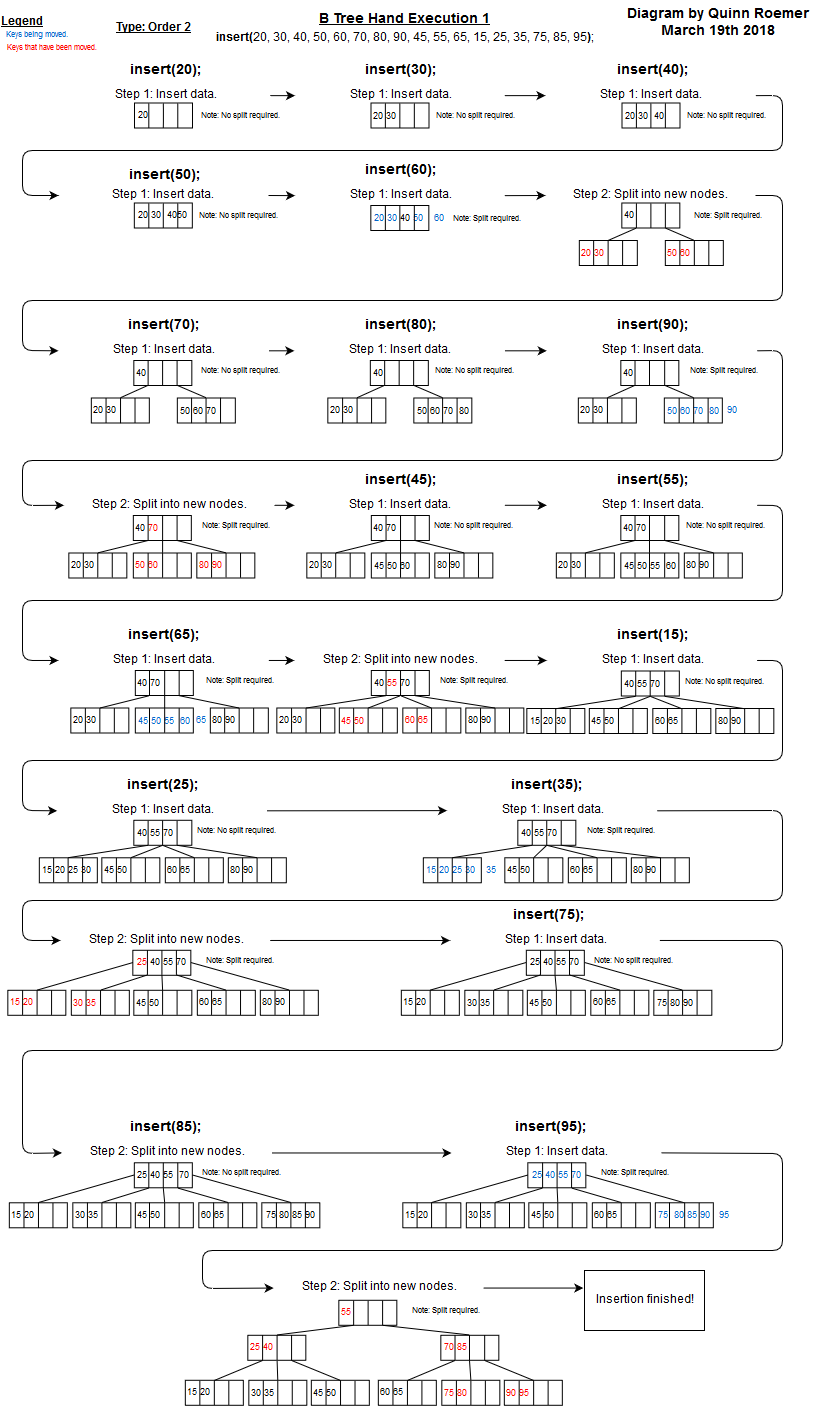 Legend
Keys being moved.
Keys that have been moved.
Type: Order 2
B Tree Hand Execution 1
insert(20, 30, 40, 50, 60, 70, 80, 90, 45, 55, 65, 15, 25, 35, 75, 85, 95);
Diagram by Quinn Roemer
March 19th 2018
insert(20);
Step 1: Insert data.
20
Note: No split required.
insert(30);
Step 1: Insert data.
20 30
Note: No split required.
insert(40);
Step 1: Insert data.
20 30 40
Note: No split required.
insert(50);
Step 1: Insert data.
20 30 40 50
Note: No split required.
insert(60);
Step 1: Insert data.
20 30 40 50 60
Note: Split required.
Step 2: Split into new nodes.
40
Note: Split required.
20 30 50 60
insert(70);
Step 1: Insert data.
40
Note: No split required.
20 30 50 60 70
insert(80);
Step 1: Insert data.
40
Note: No split required.
20 30 50 60 70 80
insert(90);
Step 1: Insert data.
40
Note: Split required.
20 30 50 60 70 80 90
Step 2: Split into new nodes.
40 70
Note: Split required.
20 30 50 60 80 90
insert(45);
Step 1: Insert data.
40 70
Note: No split required.
20 30 45 50 60 80 90
insert(55);
Step 1: Insert data.
40 70
Note: No split required.
20 30 45 50 55 60 80 90
insert(65);
Step 1: Insert data.
40 70
Note: Split required.
20 30 45 50 55 60 65 80 90
Step 2: Split into new nodes.
40 55 70
Note: Split required.
20 30 45 50 60 65 80 90
insert(15);
Step 1: Insert data.
40 55 70
Note: No split required.
15 20 30 45 50 60 65 80 90
insert(25);
Step 1: Insert data.
40 55 70
Note: No split required.
15 20 25 30 45 50 60 65 80 90
insert(35);
Step 1: Insert data.
40 55 70
Note: Split required.
15 20 25 30 35 45 50 60 65 80 90
Step 2: Split into new nodes.
25 40 55 70
Note: Split required.
15 20 30 35 45 50 60 65 80 90
insert(75);
Step 1: Insert data.
25 40 55 70
Note: No split required.
15 20 30 35 45 50 60 65 75 80 90
insert(85);
Step 2: Split into new nodes.
25 40 55 70
Note: No split required.
15 20 30 35 45 50 60 65 75 80 85 90
insert(95);
Step 1: Insert data.
25 40 55 70
Note: Split required.
15 20 30 35 45 50 60 65 75 80 85 90 95
Step 2: Split into new nodes.
55
Note: Split required.
25 40 70 85
15 20 30 35 45 50 60 65 75 80 90 95
Insertion finished!